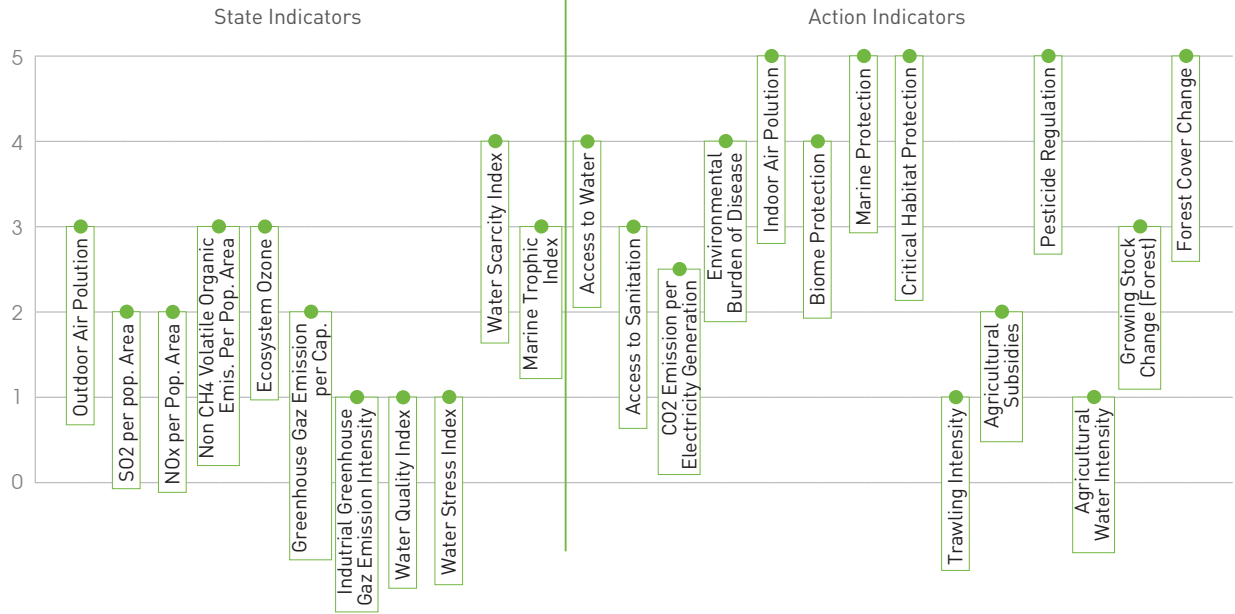 State Indicators
Action Indicators
5
4
3
2
1
0
Outdoor Air Polution
SO2 per pop. Area
NOx per Pop. Area
Non CH4 Volatile Organic
Emis. Per Pop. Area
Ecosystem Ozone
Greenhouse Gaz Emission
per Cap.
Indutrial Greenhouse
Gaz Emission Intensity
Water Quality Index
Water Stress Index
Water Scarcity Index
Marine Trophic
Index
Access to Water
Access to Sanitation
CO2 Emission per
Electricity Generation
Environmental
Burden of Disease
Indoor Air Polution
Biome Protection
Marine Protection
Critical Habitat Protection
Trawling Intensity
Agricultural
Subsidies
Pesticide Regulation
Agricultural
Water Intensity
Growing Stock
Change (Forest)
Forest Cover Change